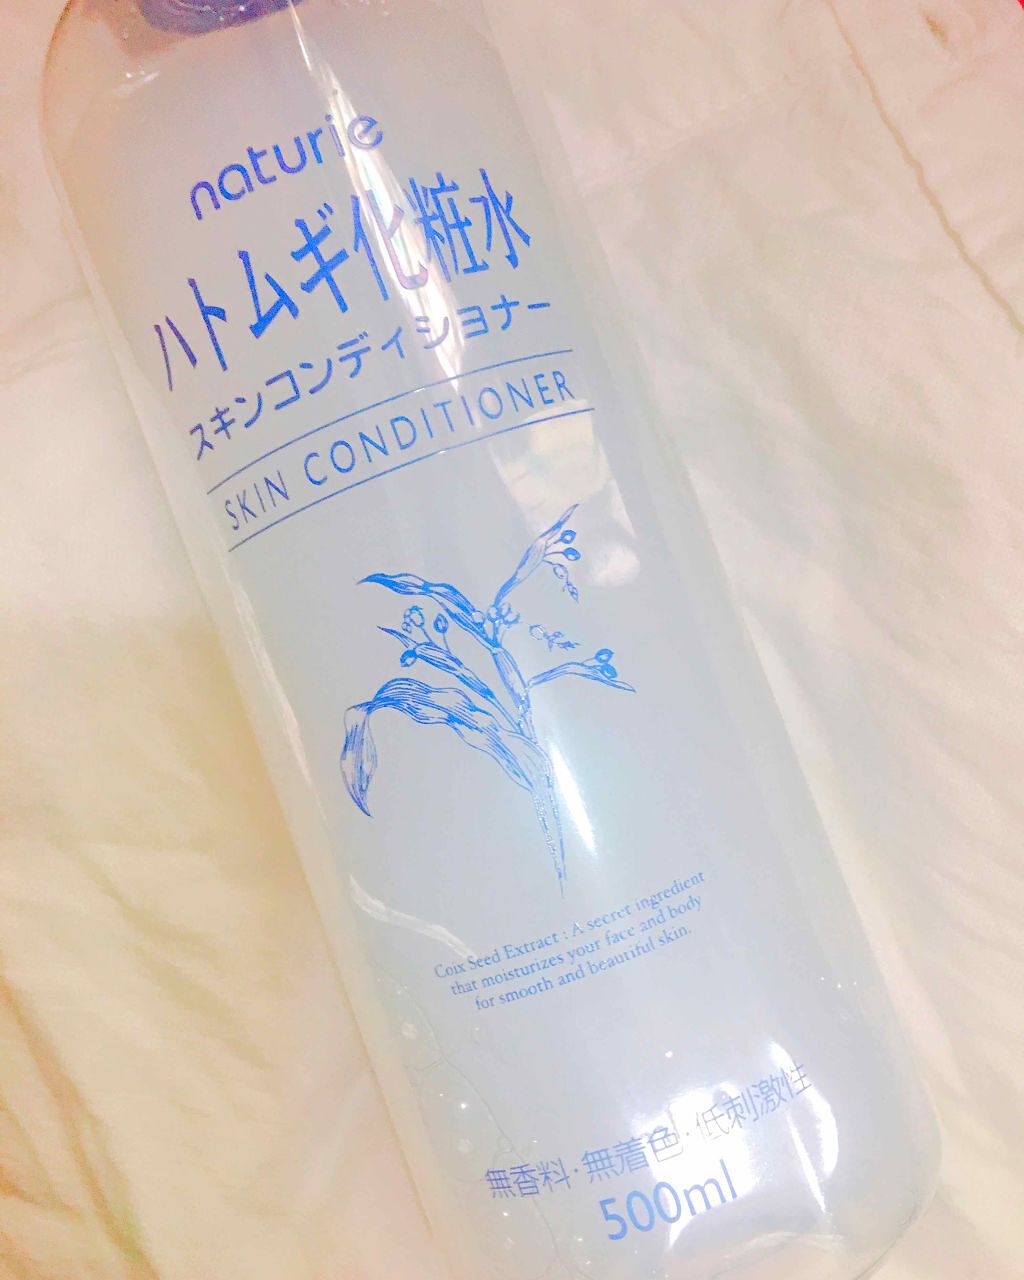 naturie
ハトムギ化粧水
スキンコンディショナー
SKIN CONDITIONER
Coix Seed Extract : A secret ingredient
that moisturizes your face and body
for smooth and beautiful skin.
無香料・無着色・低刺激性
500ml